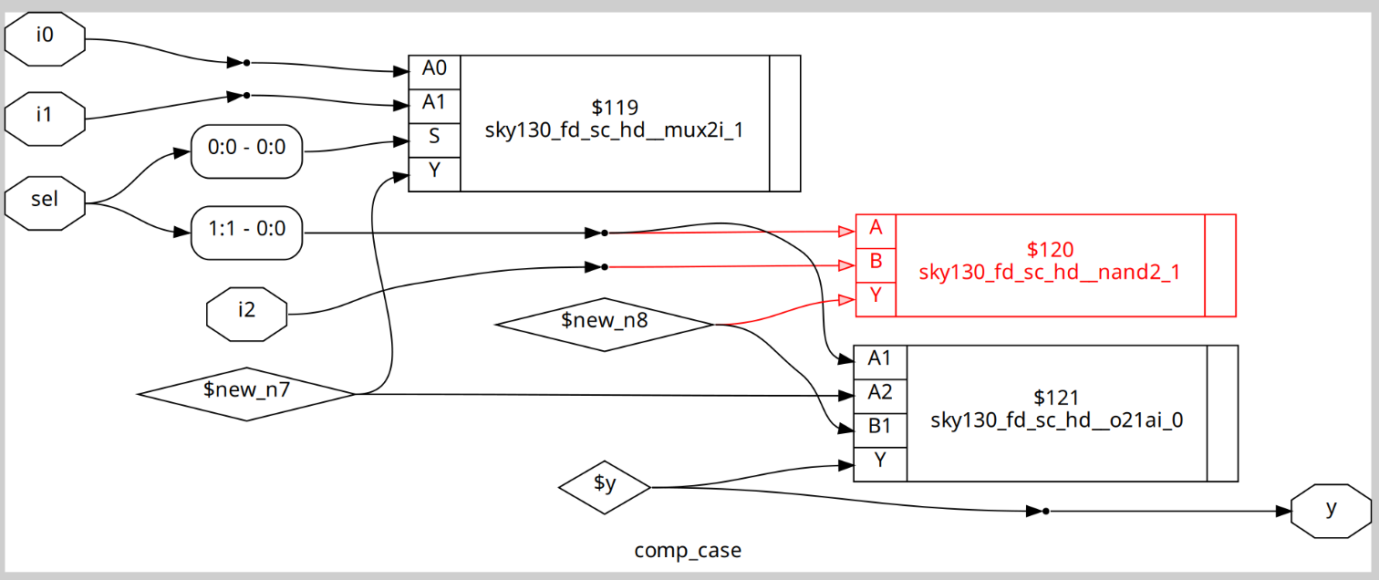 i0
i1
sel
0:0 - 0:0
1:1 - 0:0
i2
$new_n7
$new_n8
$y
A0
A1
S
Y
$119
sky130_fd_sc_hd__mux2i_1
A
B
Y
$120
sky130_fd_sc_hd__nand2_1
A1
A2
B1
Y
$121
sky130_fd_sc_hd__o21ai_0
y
comp_case